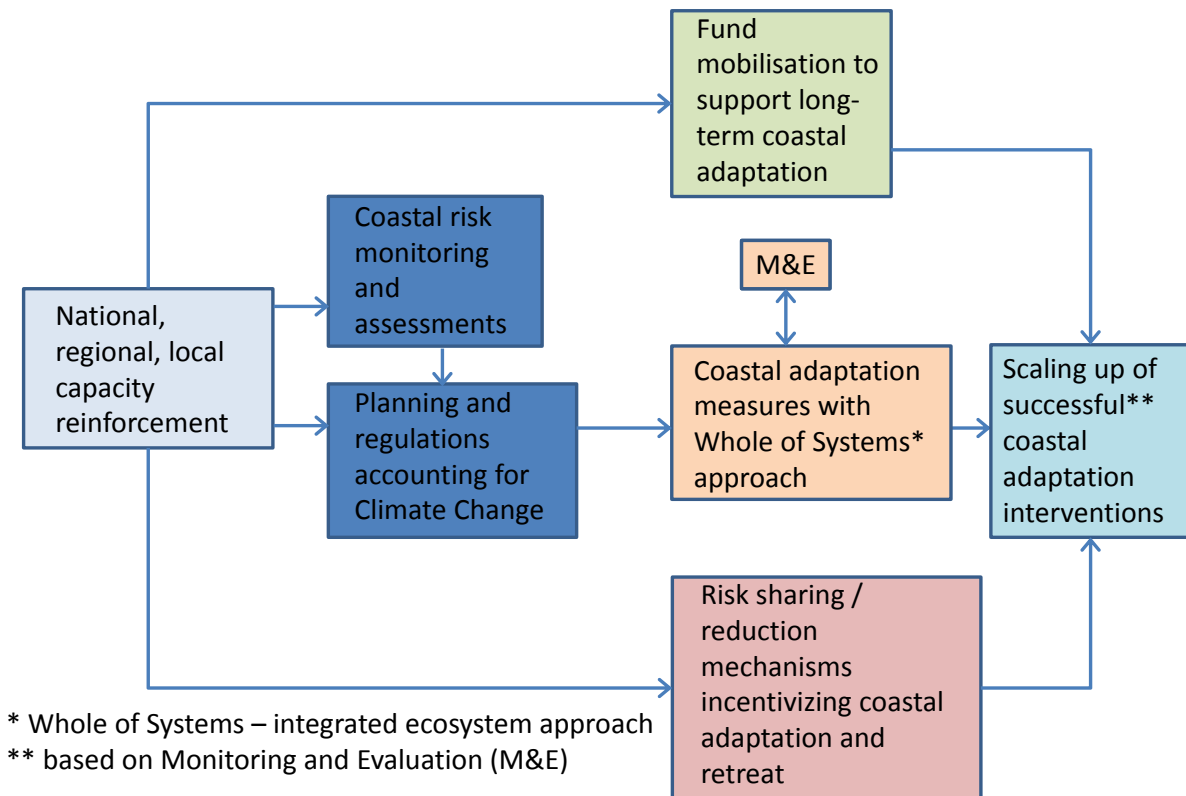 Fund
mobilisation to
support long-
term coastal
adaptation
Coastal risk
monitoring
and
assessments
M&E
National,
regional, local
capacity
reinforcement
Planning and
regulations
accounting for
Climate Change
Coastal adaptation
measures with
Whole of Systems*
approach
Scaling up of
successful**
coastal
adaptation
interventions
Risk sharing /
reduction
mechanisms
incentivizing coastal
adaptation and
retreat
* Whole of Systems – integrated ecosystem approach
** based on Monitoring and Evaluation (M&E)